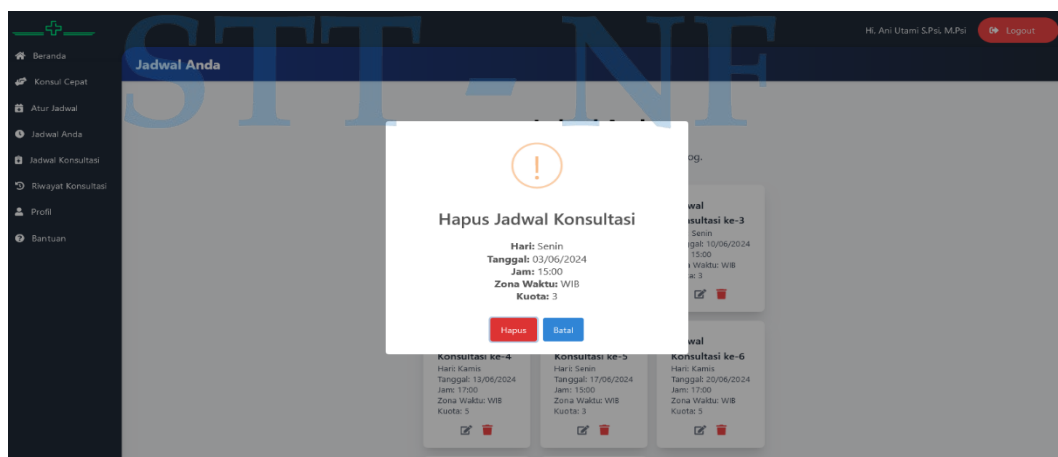 STT - NF
Hi, Ani Utami S.Psi, M.Psi
Logout
Beranda
Konsul Cepat
Atur Jadwal
Jadwal Anda
Jadwal Konsultasi
Riwayat Konsultasi
Profil
Bantuan
Jadwal Anda
og.
Hapus Jadwal Konsultasi
Hari: Senin
Tanggal: 03/06/2024
Jam: 15:00
Zona Waktu: WIB
Kuota: 3
Hapus
Batal
wal
sultasi ke-3
Senin
ggal: 10/06/2024
15:00
Waktu: WIB
a: 3
Konsultasi ke-4
Hari: Kamis
Tanggal: 13/06/2024
Jam: 17:00
Zona Waktu: WIB
Kuota: 5
Konsultasi ke-5
Hari: Senin
Tanggal: 17/06/2024
Jam: 15:00
Zona Waktu: WIB
Kuota: 3
wal
Konsultasi ke-6
Hari: Kamis
Tanggal: 20/06/2024
Jam: 17:00
Zona Waktu: WIB
Kuota: 5